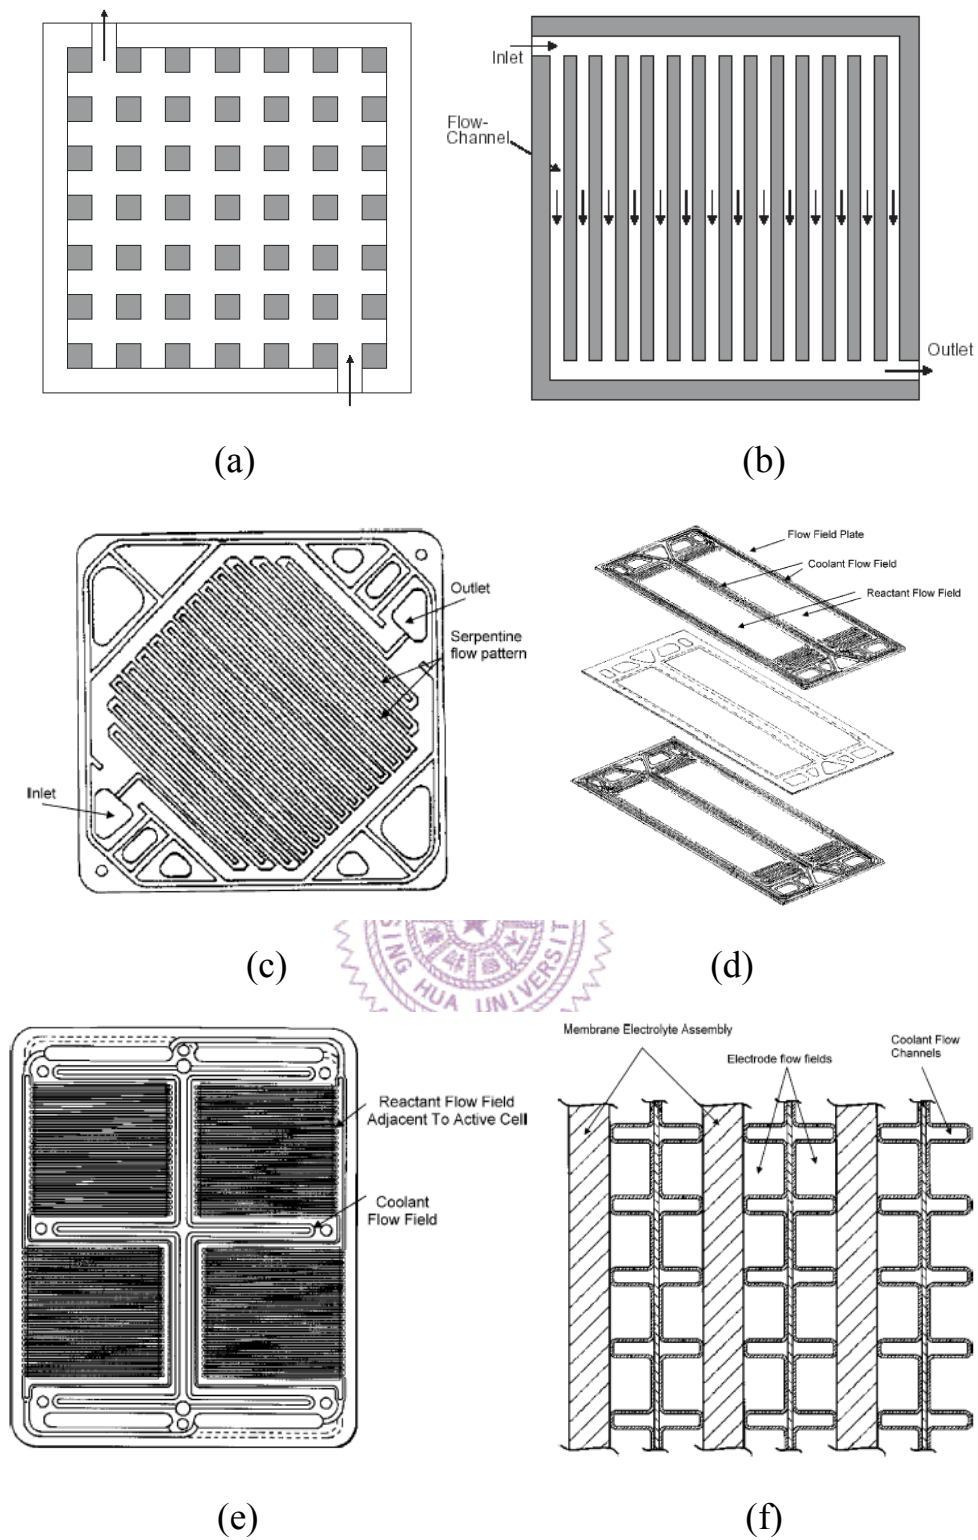 Inlet
Flow-
Channel
Outlet
(a)
(b)
Outlet
Serpentine
flow pattern
Inlet
Flow Field Plate
Coolant Flow Field
Reactant Flow Field
(c)
(d)
SING HUA UNIVERSIT
Reactant Flow Field
Adjacent To Active Cell
Coolant
Flow Field
Membrane Electrolyte Assembly
Electrode flow fields
Coolant Flow
Channels
(e)
(f)